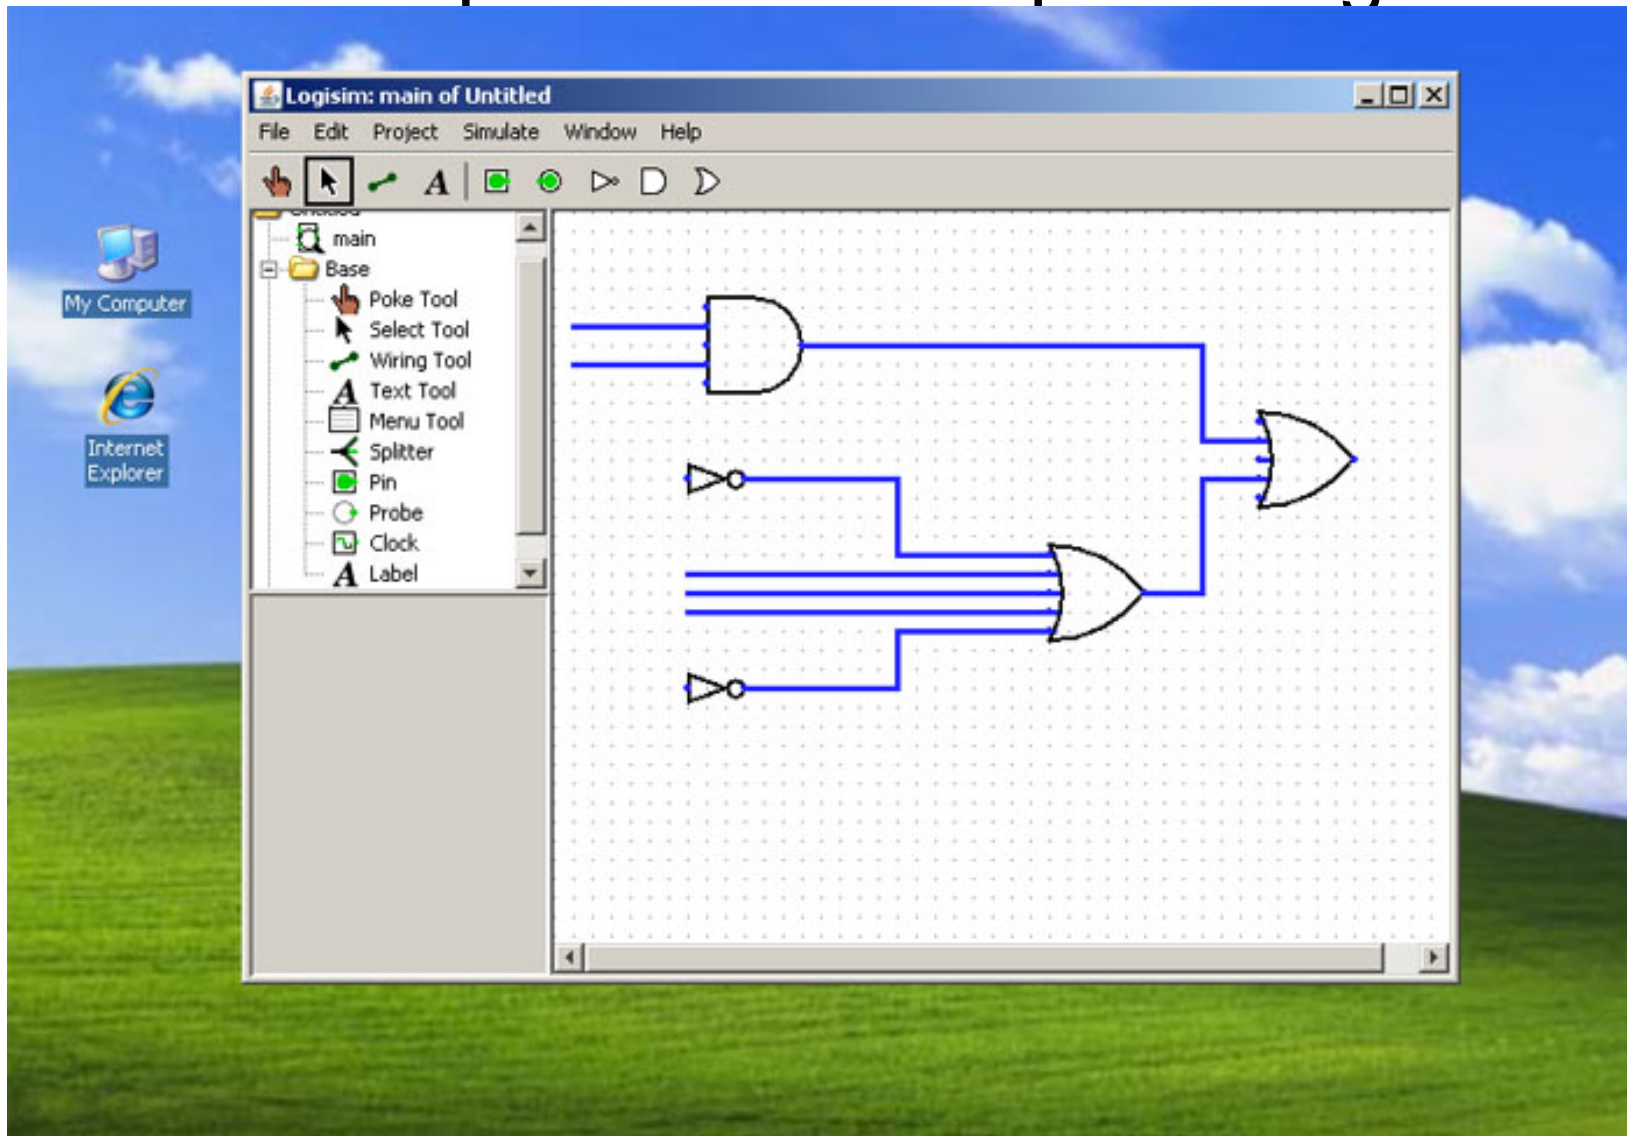 Logisim: main of Untitled
File Edit Project Simulate Window Help
A
Untitled
main
Base
Poke Tool
Select Tool
Wiring Tool
A Text Tool
Menu Tool
Splitter
Pin
Probe
Clock
A Label
My Computer
Internet
Explorer